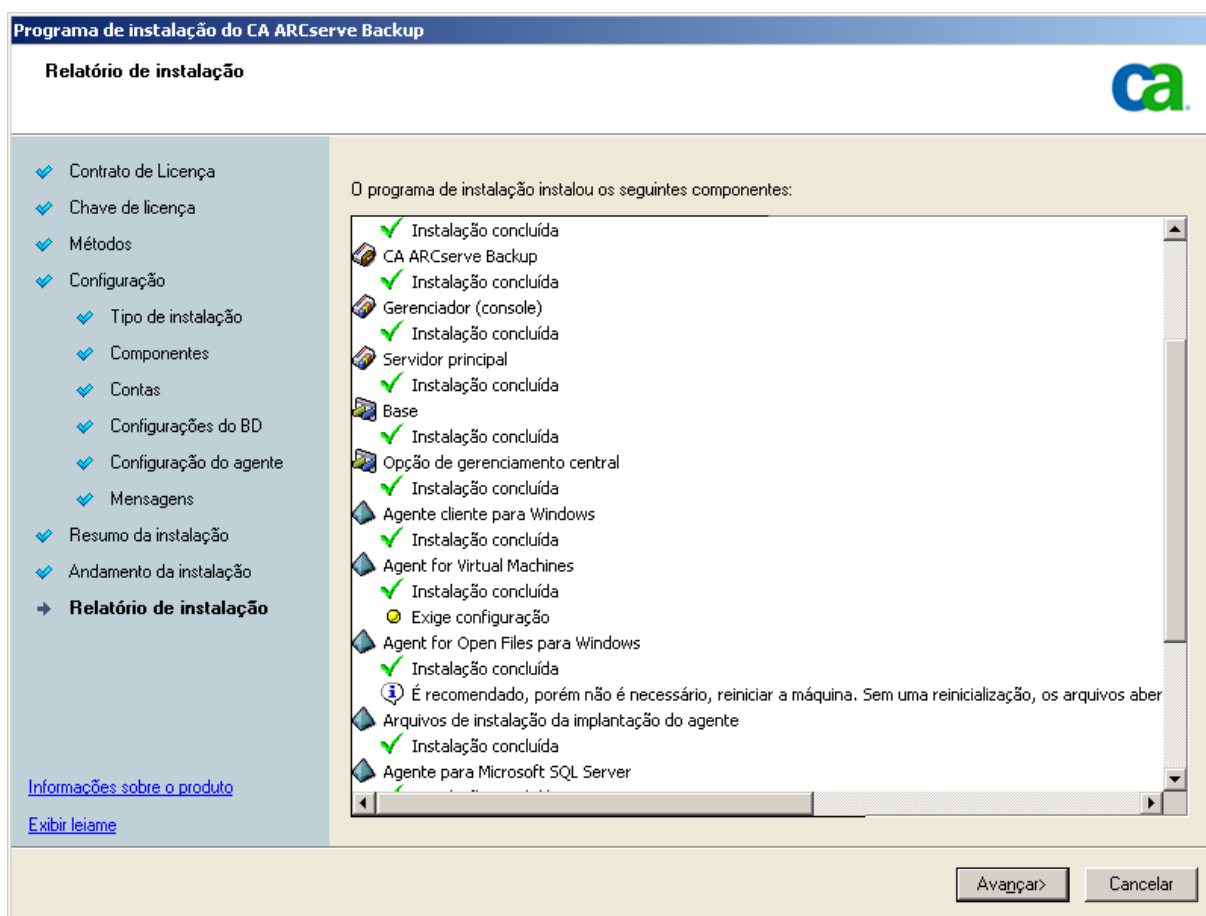 Programa de instalação do CA ARCserve Backup
Relatório de instalação
ca
Contrato de Licença
Chave de licença
Métodos
Configuração
Tipo de instalação
Componentes
Contas
Configurações do BD
Configuração do agente
Mensagens
Resumo da instalação
Andamento da instalação
Relatório de instalação
Informações sobre o produto
Exibir leiame
O programa de instalação instalou os seguintes componentes:
Instalação concluída
CA ARCserve Backup
Instalação concluída
Gerenciador (console)
Instalação concluída
Servidor principal
Instalação concluída
Base
Instalação concluída
Opção de gerenciamento central
Instalação concluída
Agente cliente para Windows
Instalação concluída
Agent for Virtual Machines
Instalação concluída
Exige configuração
Agent for Open Files para Windows
Instalação concluída
É recomendado, porém não é necessário, reiniciar a máquina. Sem uma reinicialização, os arquivos aber
Arquivos de instalação da implantação do agente
Instalação concluída
Agente para Microsoft SQL Server
Avançar>
Cancelar